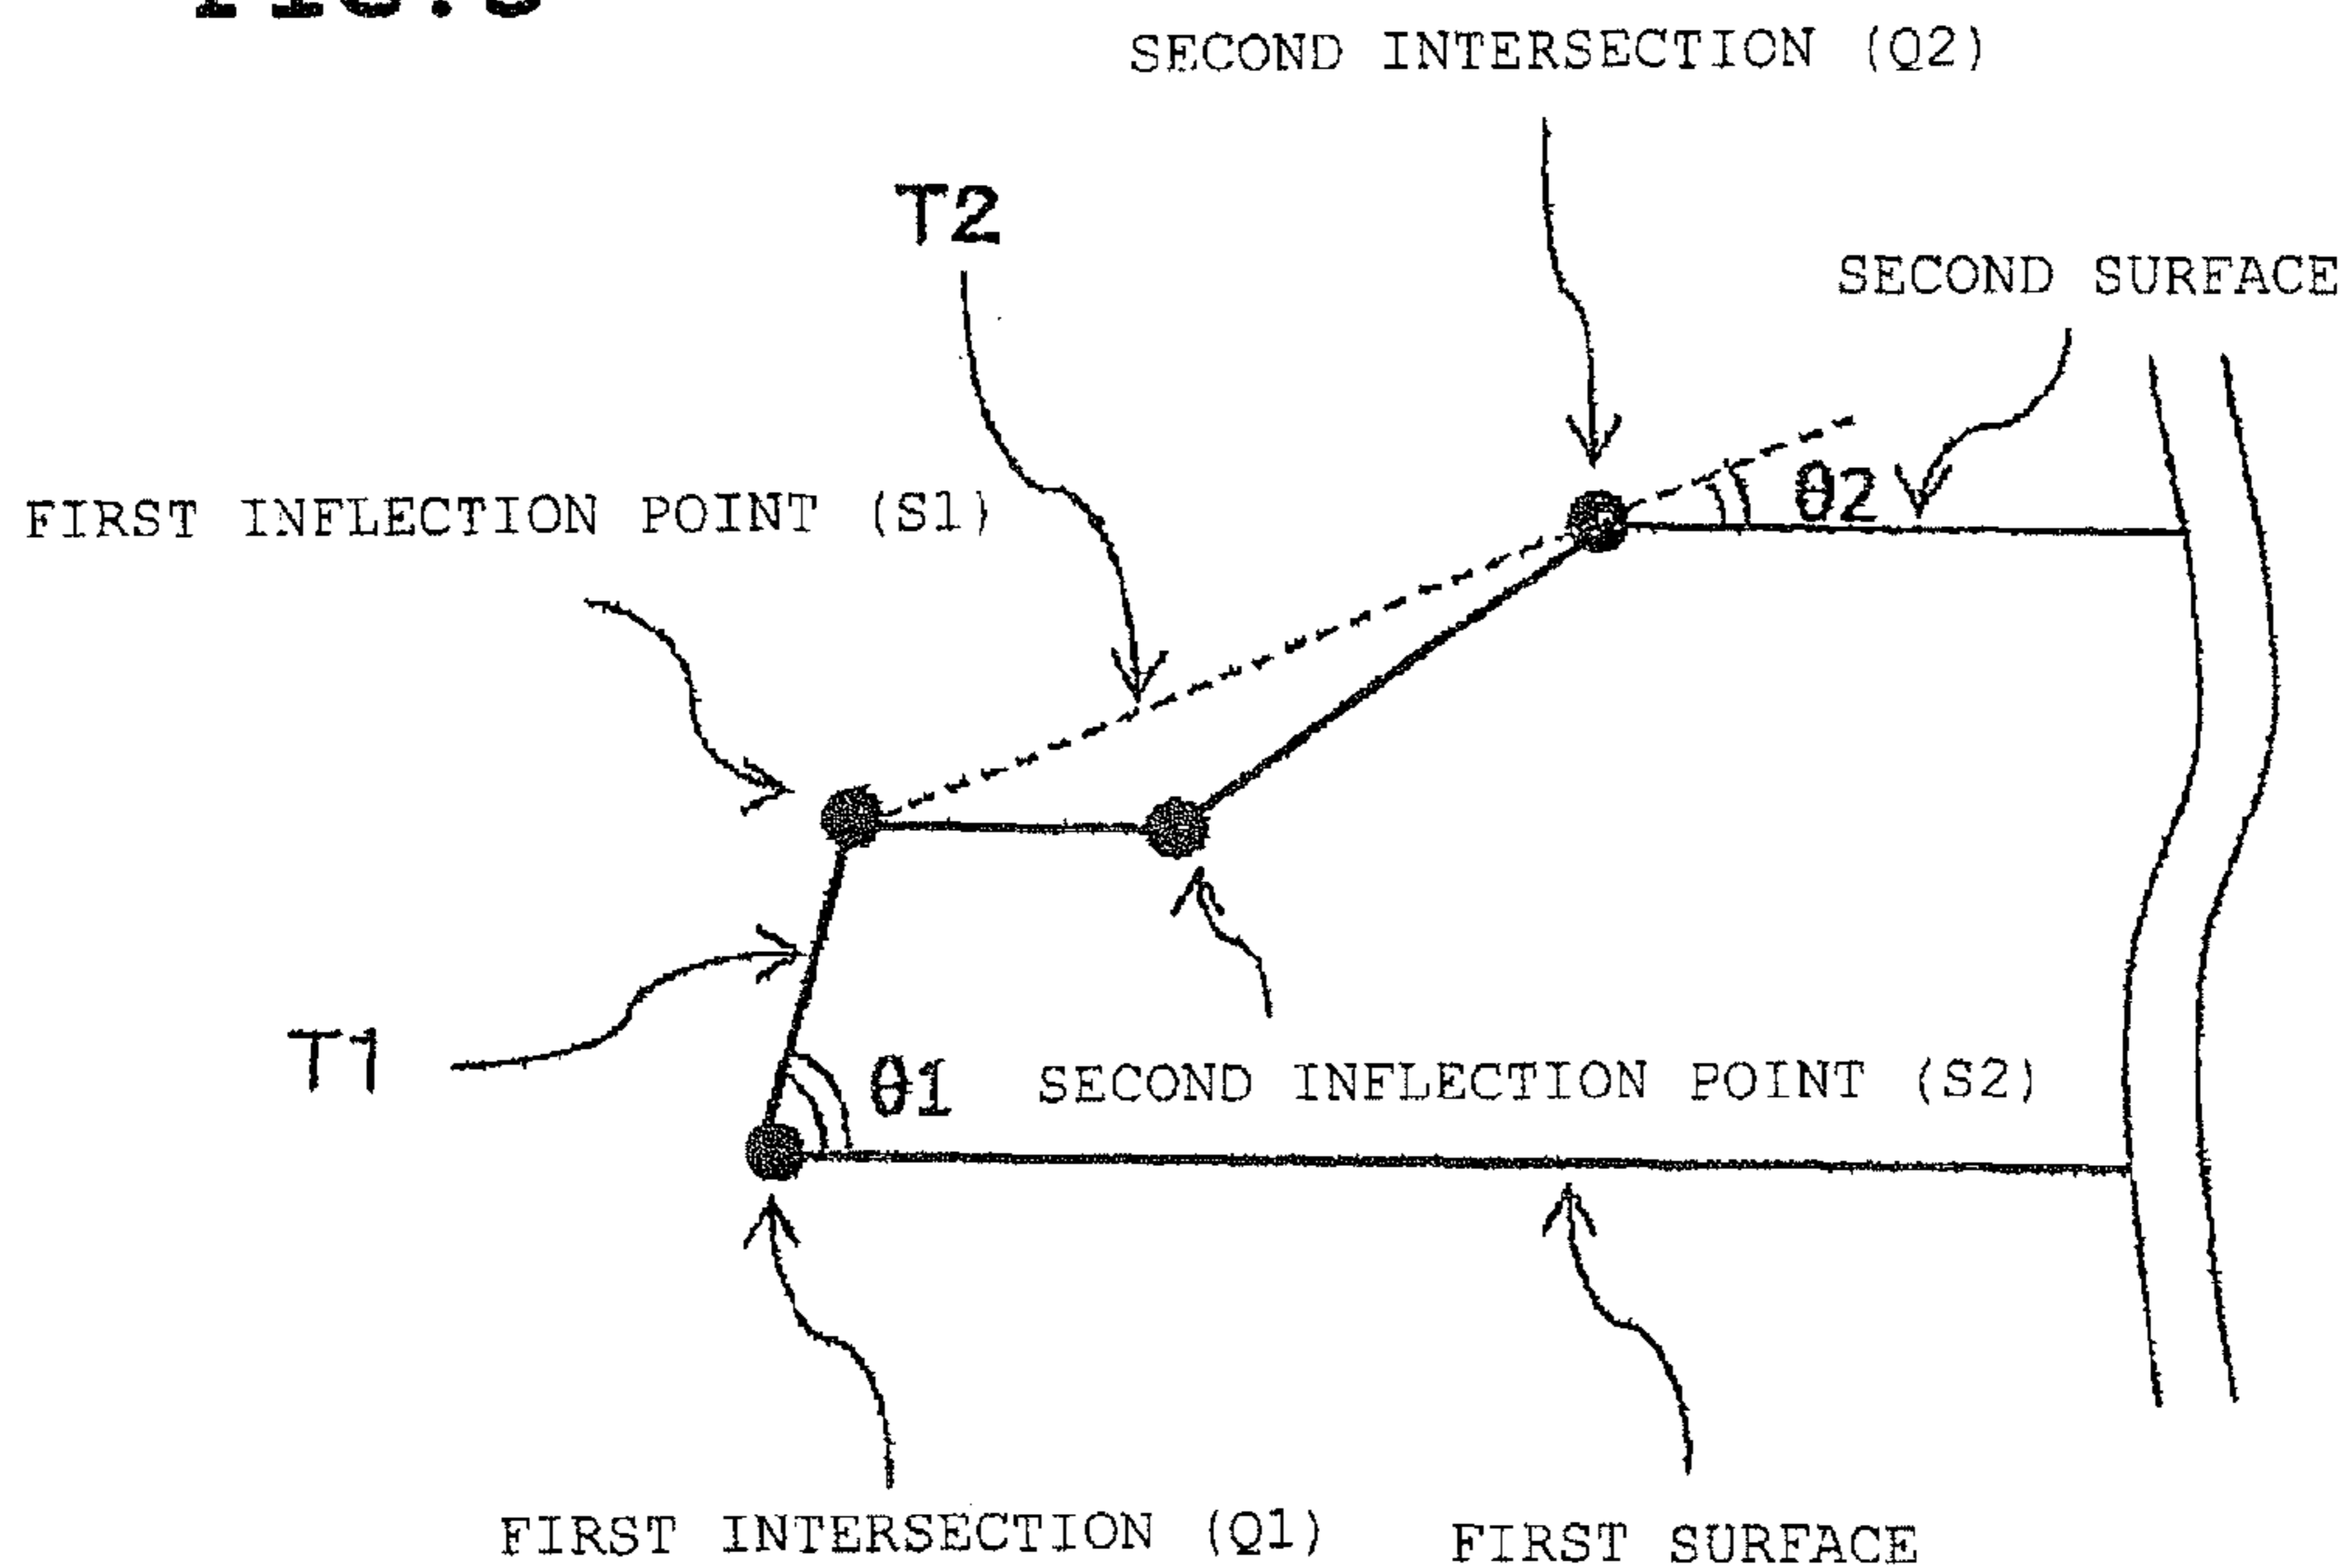 SECOND INTERSECTION (Q2)
T2
SECOND SURFACE
θ2
FIRST INFLECTION POINT (S1)
T1
θ1
SECOND INFLECTION POINT (S2)
FIRST INTERSECTION (Q1)
FIRST SURFACE